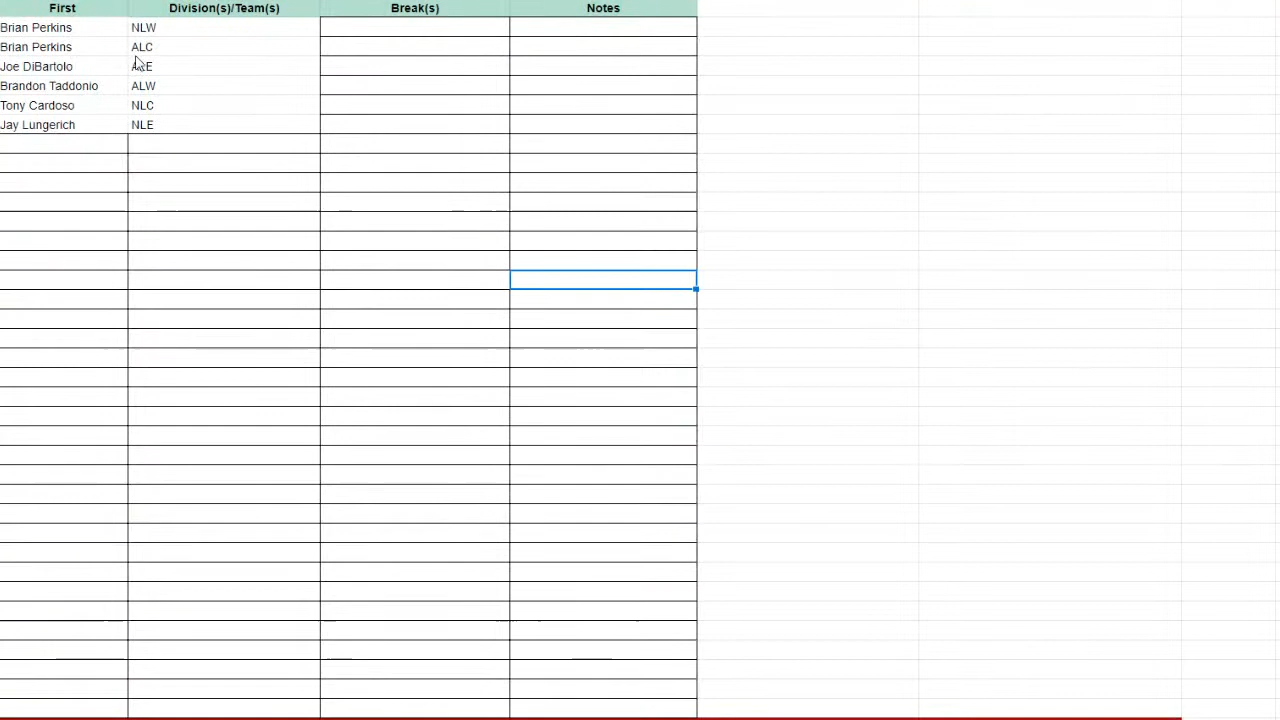 First Division(s)/Team(s) Break(s) Notes
Brian Perkins NLW
Brian Perkins ALC
Joe DiBartolo
Brandon Taddonio ALW
Tony Cardoso NLC
Jay Lungerich NLE